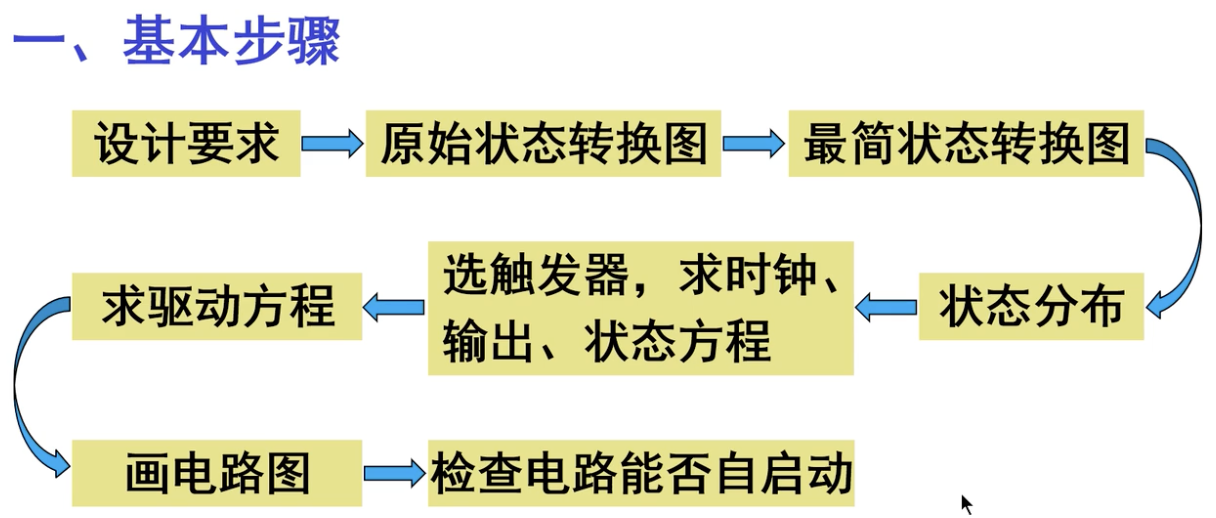 一、基本步骤
设计要求
原始状态转换图
最简状态转换图
状态分布
选触发器，求时钟、
输出、状态方程
求驱动方程
画电路图
检查电路能否自启动